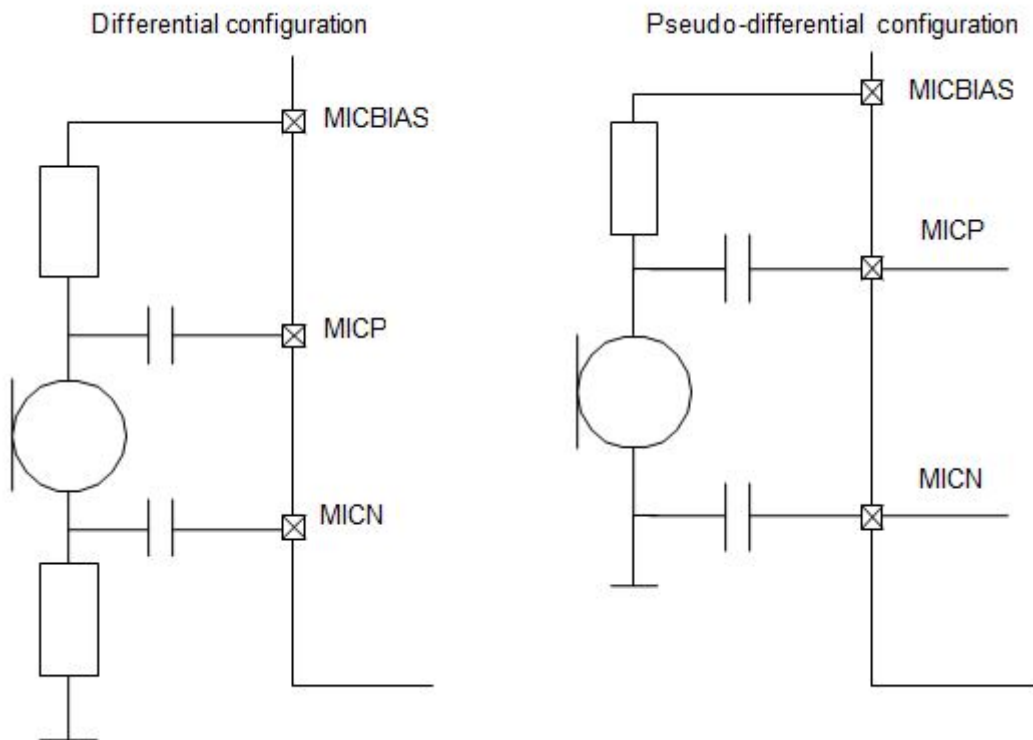 Differential configuration
MICBIAS
MICP
MICN
Pseudo-differential configuration
MICBIAS
MICP
MICN